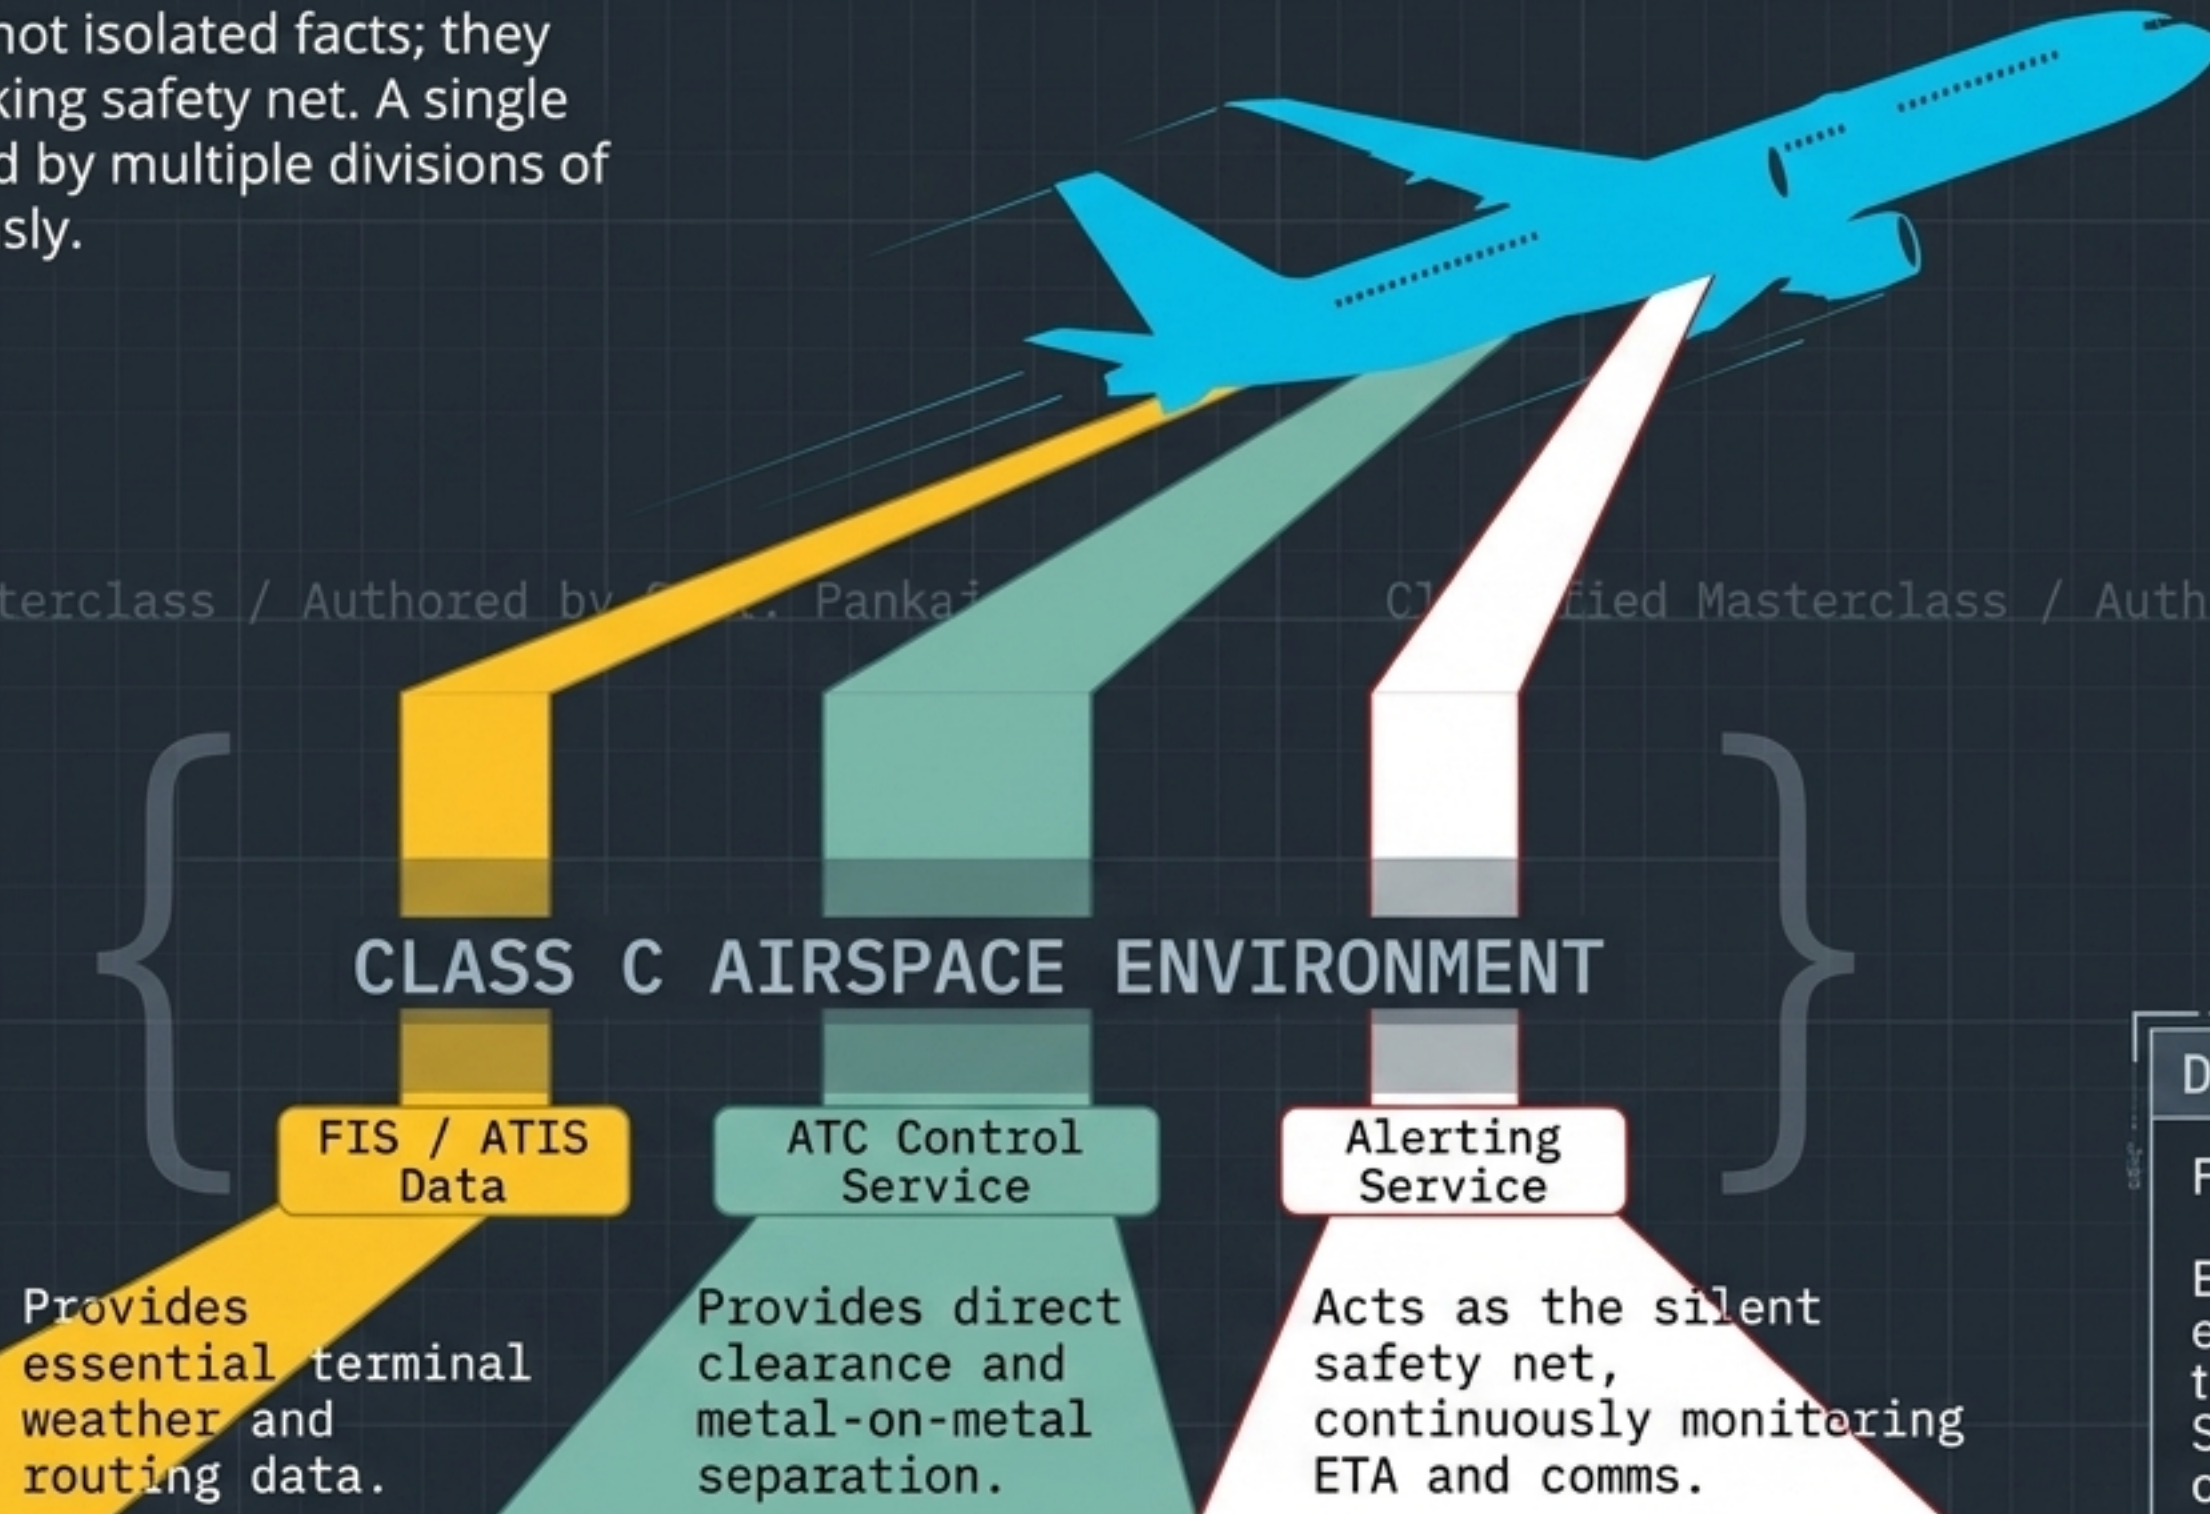 not isolated facts; they
king safety net. A single
d by multiple divisions of
sly.
terclass / Authored by Pankaj
Classified Masterclass / Auth
CLASS C AIRSPACE ENVIRONMENT
FIS / ATIS
Data
ATC Control
Service
Alerting
Service
Provides
essential terminal
weather and
routing data.
Provides direct
clearance and
metal-on-metal
separation.
Acts as the silent
safety net,
continuously monitoring
ETA and comms.
D
F
E
e
t
S